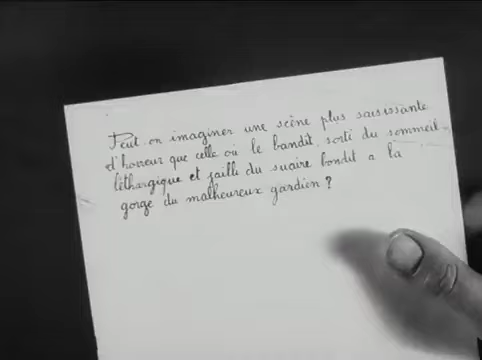 Peut-on imaginer une scène plus saisissante
d'horreur que celle où le bandit, sorti du sommeil
léthargique et jailli du suaire bondit a la
gorge du malheureux gardien ?